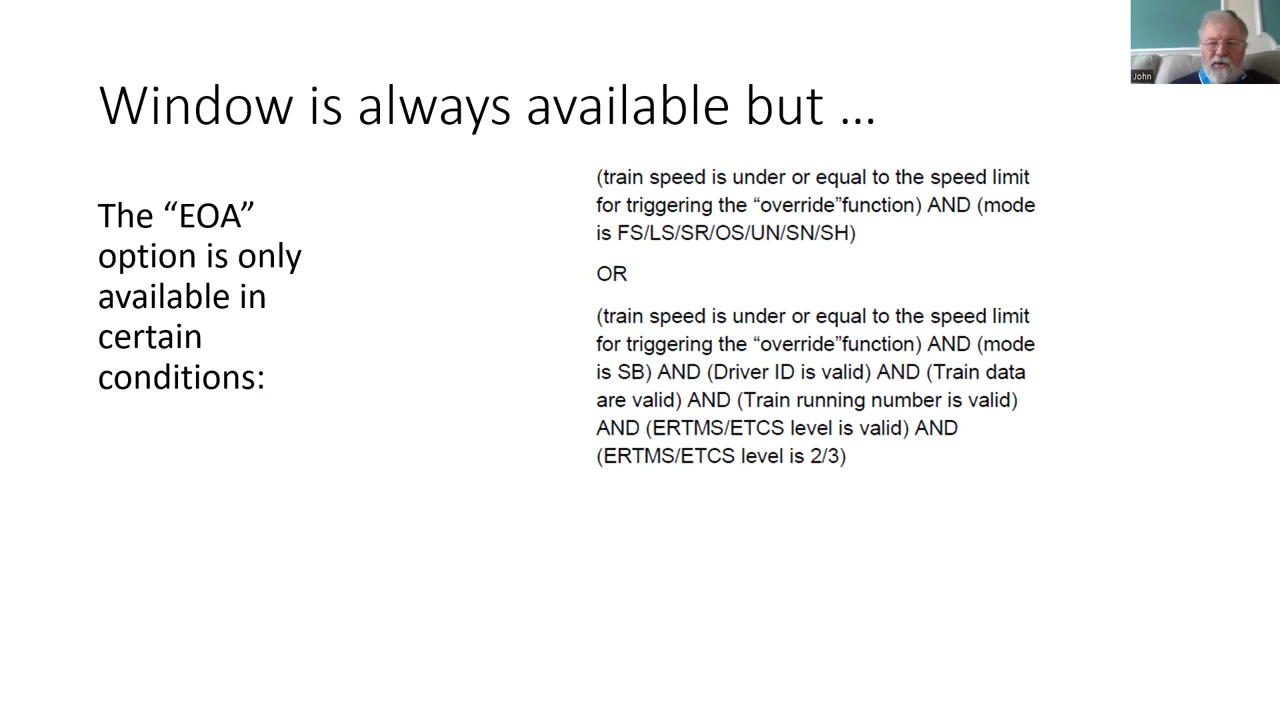 Window is always available but ...
The “EOA”
option is only
available in
certain
conditions:
(train speed is under or equal to the speed limit
for triggering the “override”function) AND (mode
is FS/LS/SR/OS/UN/SN/SH)
OR
(train speed is under or equal to the speed limit
for triggering the “override”function) AND (mode
is SB) AND (Driver ID is valid) AND (Train data
are valid) AND (Train running number is valid)
AND (ERTMS/ETCS level is valid) AND
(ERTMS/ETCS level is 2/3)
John